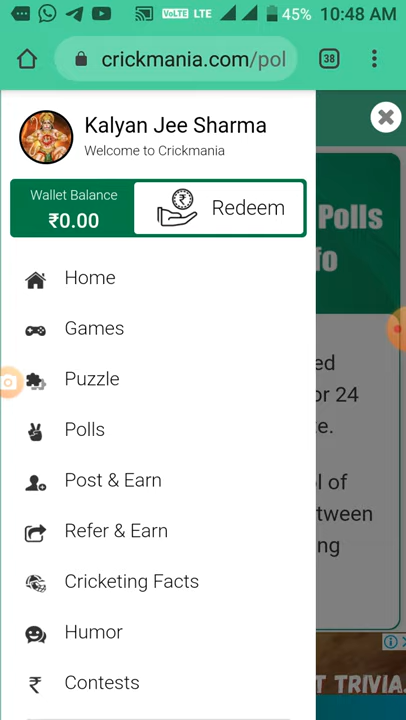 VoLTE LTE 45% 10:48 AM
crickmania.com/pol 38
Kalyan Jee Sharma
Welcome to Crickmania
Wallet Balance
₹0.00
Redeem
Home
Games
Puzzle
Polls
Post & Earn
Refer & Earn
Cricketing Facts
Humor
Contests
Polls
fo
ed
or 24
e.
l of
tween
ng
T TRIVIA.